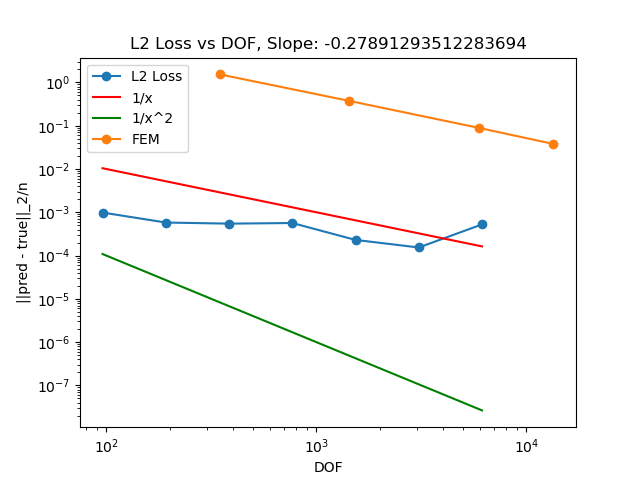 L2 Loss vs DOF, Slope: -0.27891293512283694
L2 Loss
1/x
1/x^2
FEM
10^0
10^-1
10^-2
10^-3
10^-4
10^-5
10^-6
10^-7
||pred - true||_2/n
10^2
10^3
10^4
DOF